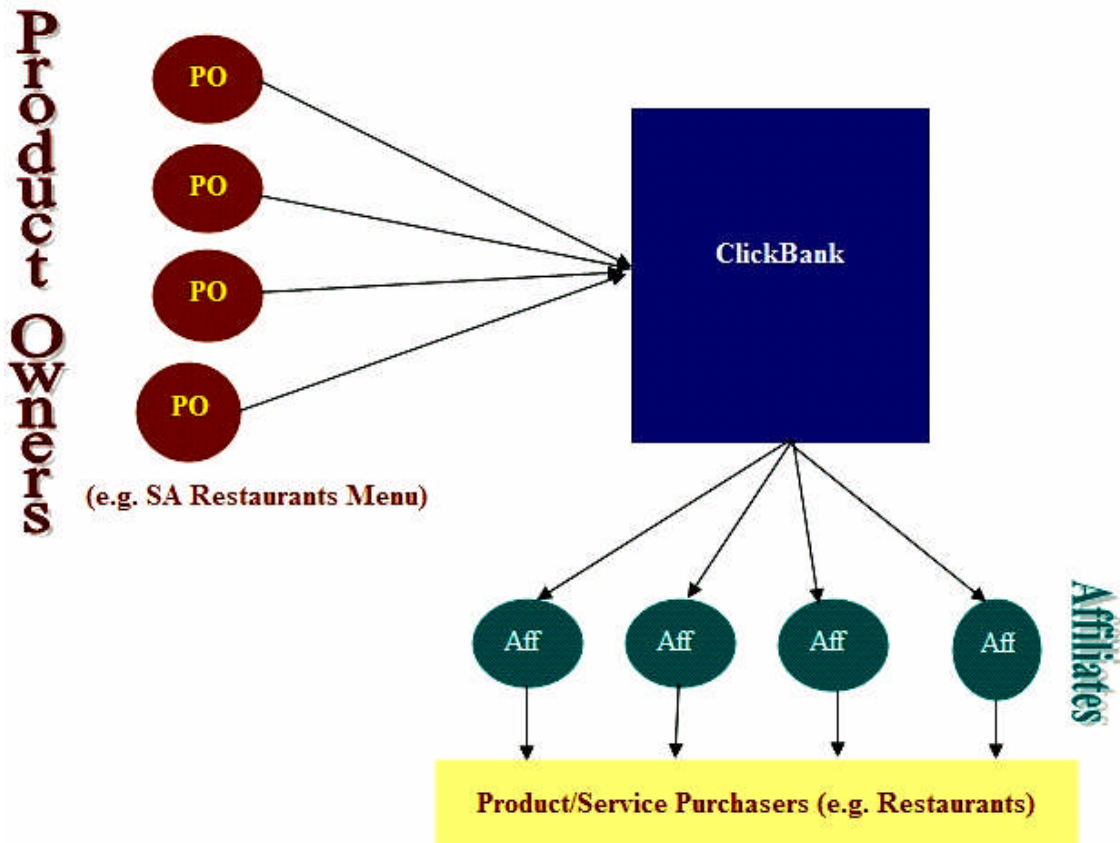 Product Owners
PO
PO
PO
PO
(e.g. SA Restaurants Menu)
ClickBank
Aff
Aff
Aff
Aff
Affiliates
Product/Service Purchasers (e.g. Restaurants)